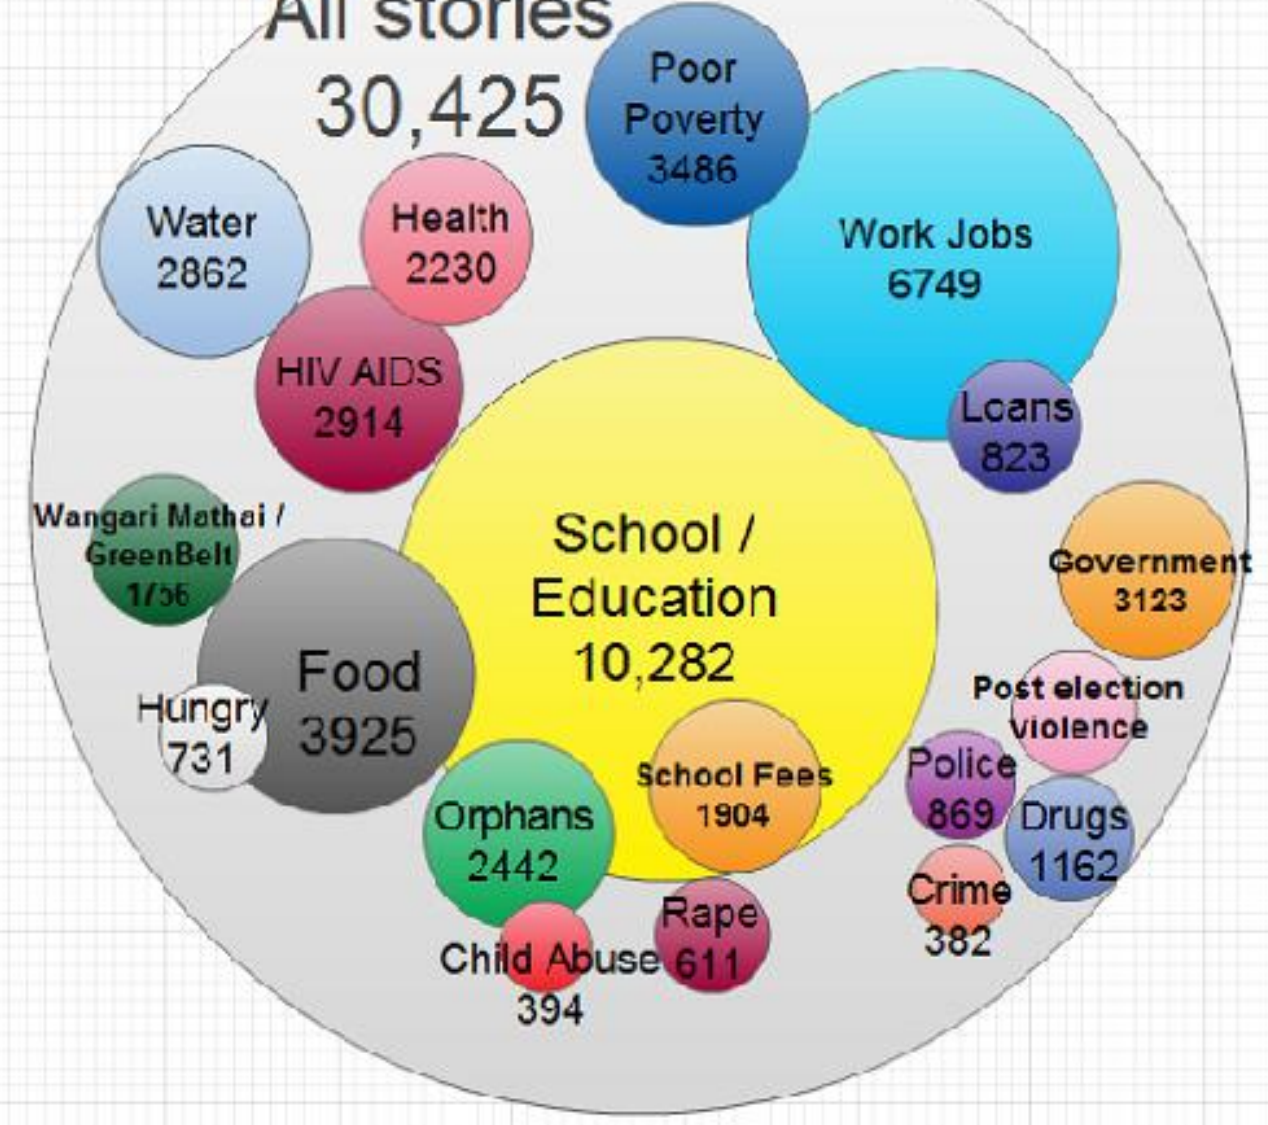 All stories
30,425
Poor
Poverty
3486
Work Jobs
6749
Water
2862
Health
2230
HIV AIDS
2914
Loans
823
Wangari Mathai /
GreenBelt
1756
School /
Education
10,282
Government
3123
Food
3925
Hungry
731
Post election
violence
Police
869
Drugs
1162
School Fees
1904
Orphans
2442
Crime
382
Rape
611
Child Abuse
394